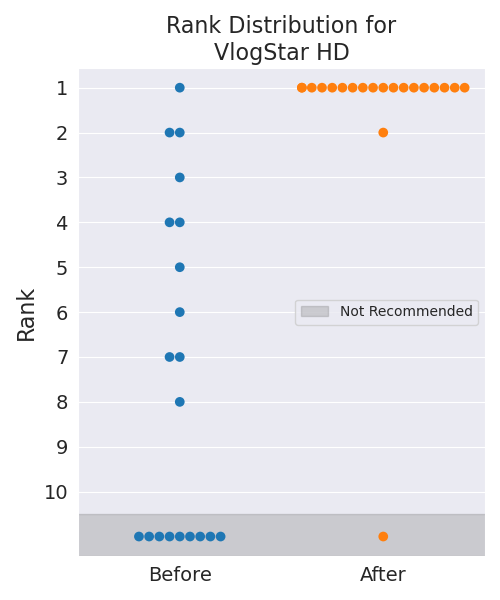 Rank Distribution for
VlogStar HD
Rank
1
2
3
4
5
6
7
8
9
10
Not Recommended
Before
After